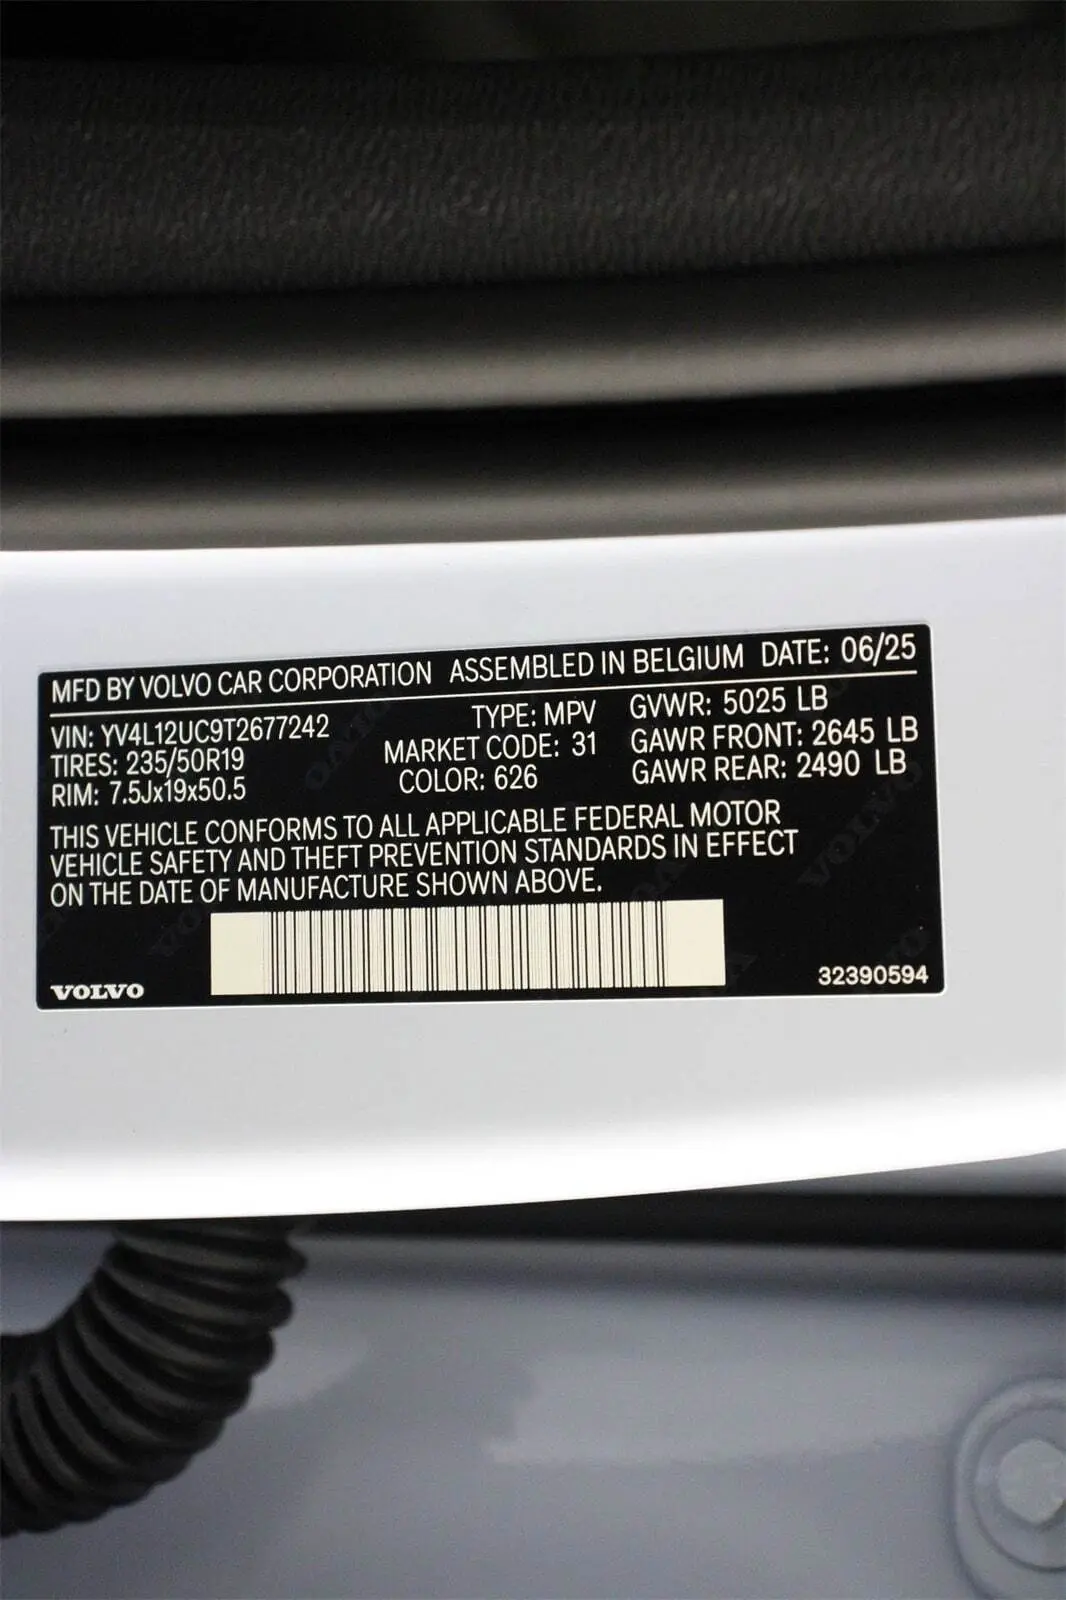 MFD BY VOLVO CAR CORPORATION ASSEMBLED IN BELGIUM DATE: 06/25
VIN: YV4L12UC9T2677242 TYPE: MPV GVWR: 5025 LB
TIRES: 235/50R19 MARKET CODE: 31 GAWR FRONT: 2645 LB
RIM: 7.5Jx19x50.5 COLOR: 626 GAWR REAR: 2490 LB
THIS VEHICLE CONFORMS TO ALL APPLICABLE FEDERAL MOTOR
VEHICLE SAFETY AND THEFT PREVENTION STANDARDS IN EFFECT
ON THE DATE OF MANUFACTURE SHOWN ABOVE.
VOLVO 32390594